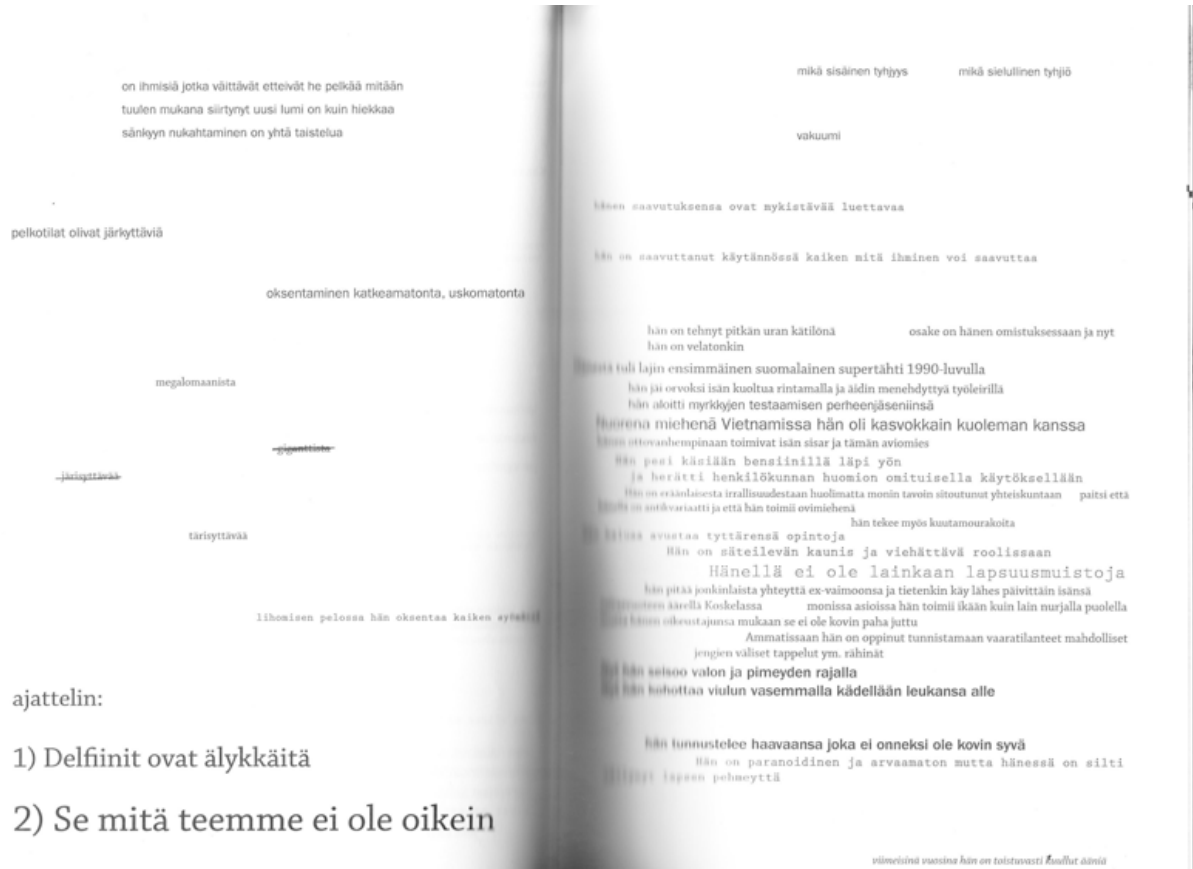 on ihmisiä jotka väittävät etteivät he pelkää mitään
tuulen mukana siirtynyt uusi lumi on kuin hiekkaa
sänkyyn nukahtaminen on yhtä taistelua
pelkotilat olivat järkyttäviä
oksentaminen katkeamatonta, uskomatonta
megalomaanista
giganttista
järisyttävää
tärisyttävää
lihomisen pelossa hän oksentaa kaiken
ajattelin:
1) Delfiinit ovat älykkäitä
2) Se mitä teemme ei ole oikein
mikä sisäinen tyhjyys mikä sielullinen tyhjiö
vakuumi
hänen saavutuksensa ovat mykistävää luettavaa
hän on saavuttanut käytännössä kaiken mitä ihminen voi saavuttaa
hän on tehnyt pitkän uran kätilönä osake on hänen omistuksessaan ja nyt
hän on velatonkin
tuli lajin ensimmäinen suomalainen supertähti 1990-luvulla
hän jäi orvoksi isän kuoltua rintamalla ja äidin menehdyttyä työleirillä
hän aloitti myrkkyjen testaamisen perheenjäseniinsä
Nuorena miehenä Vietnamissa hän oli kasvokkain kuoleman kanssa
hänen ottovanhempinaan toimivat isän sisar ja tämän aviomies
Hän pesi käsiään bensiinillä läpi yön
ja herätti henkilökunnan huomion omituisella käytöksellään
Hän on eräänlaisesta irrallisuudestaan huolimatta monin tavoin sitoutunut yhteiskuntaan paitsi että
on antikvariaatti ja että hän toimii ovimiehenä
hän tekee myös kuutamourakoita
avustaa tyttärensä opintoja
Hän on säteilevän kaunis ja viehättävä roolissaan
Hänellä ei ole lainkaan lapsuusmuistoja
hän pitää jonkinlaista yhteyttä ex-vaimoonsa ja tietenkin käy lähes päivittäin isänsä
äärellä Koskelassa monissa asioissa hän toimii ikään kuin lain nurjalla puolella
hänen oikeustajunsa mukaan se ei ole kovin paha juttu
Ammatissaan hän on oppinut tunnistamaan vaaratilanteet mahdolliset
jengien väliset tappelut ym. rähinät
hän seisoo valon ja pimeyden rajalla
hän kohottaa viulun vasemmalla kädellään leukansa alle
hän tunnustelee haavaansa joka ei onneksi ole kovin syvä
Hän on paranoidinen ja arvaamaton mutta hänessä on silti
lapsen pehmeyttä
viimeisinä vuosina hän on toistuvasti kuullut ääniä